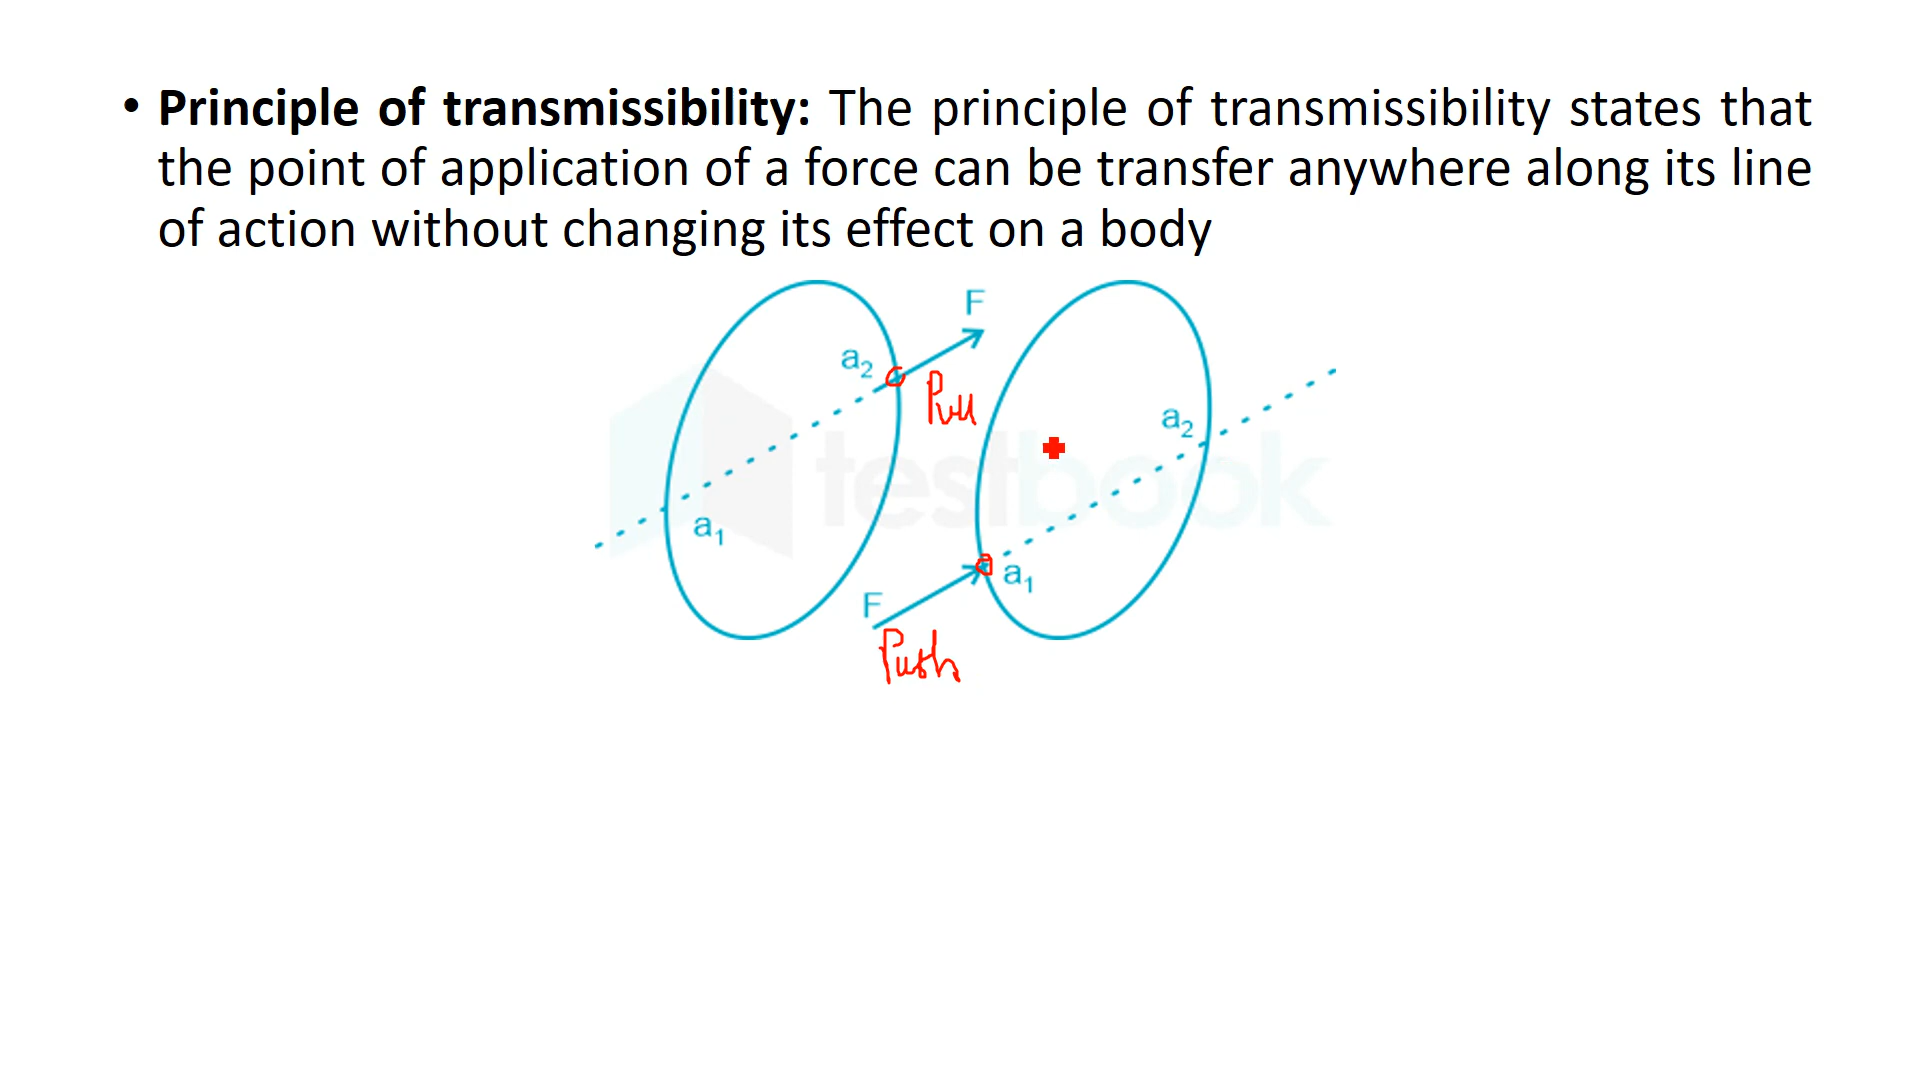 • Principle of transmissibility: The principle of transmissibility states that
the point of application of a force can be transfer anywhere along its line
of action without changing its effect on a body
F
a2
Pull
a2
testbook
a1
a1
F
Push